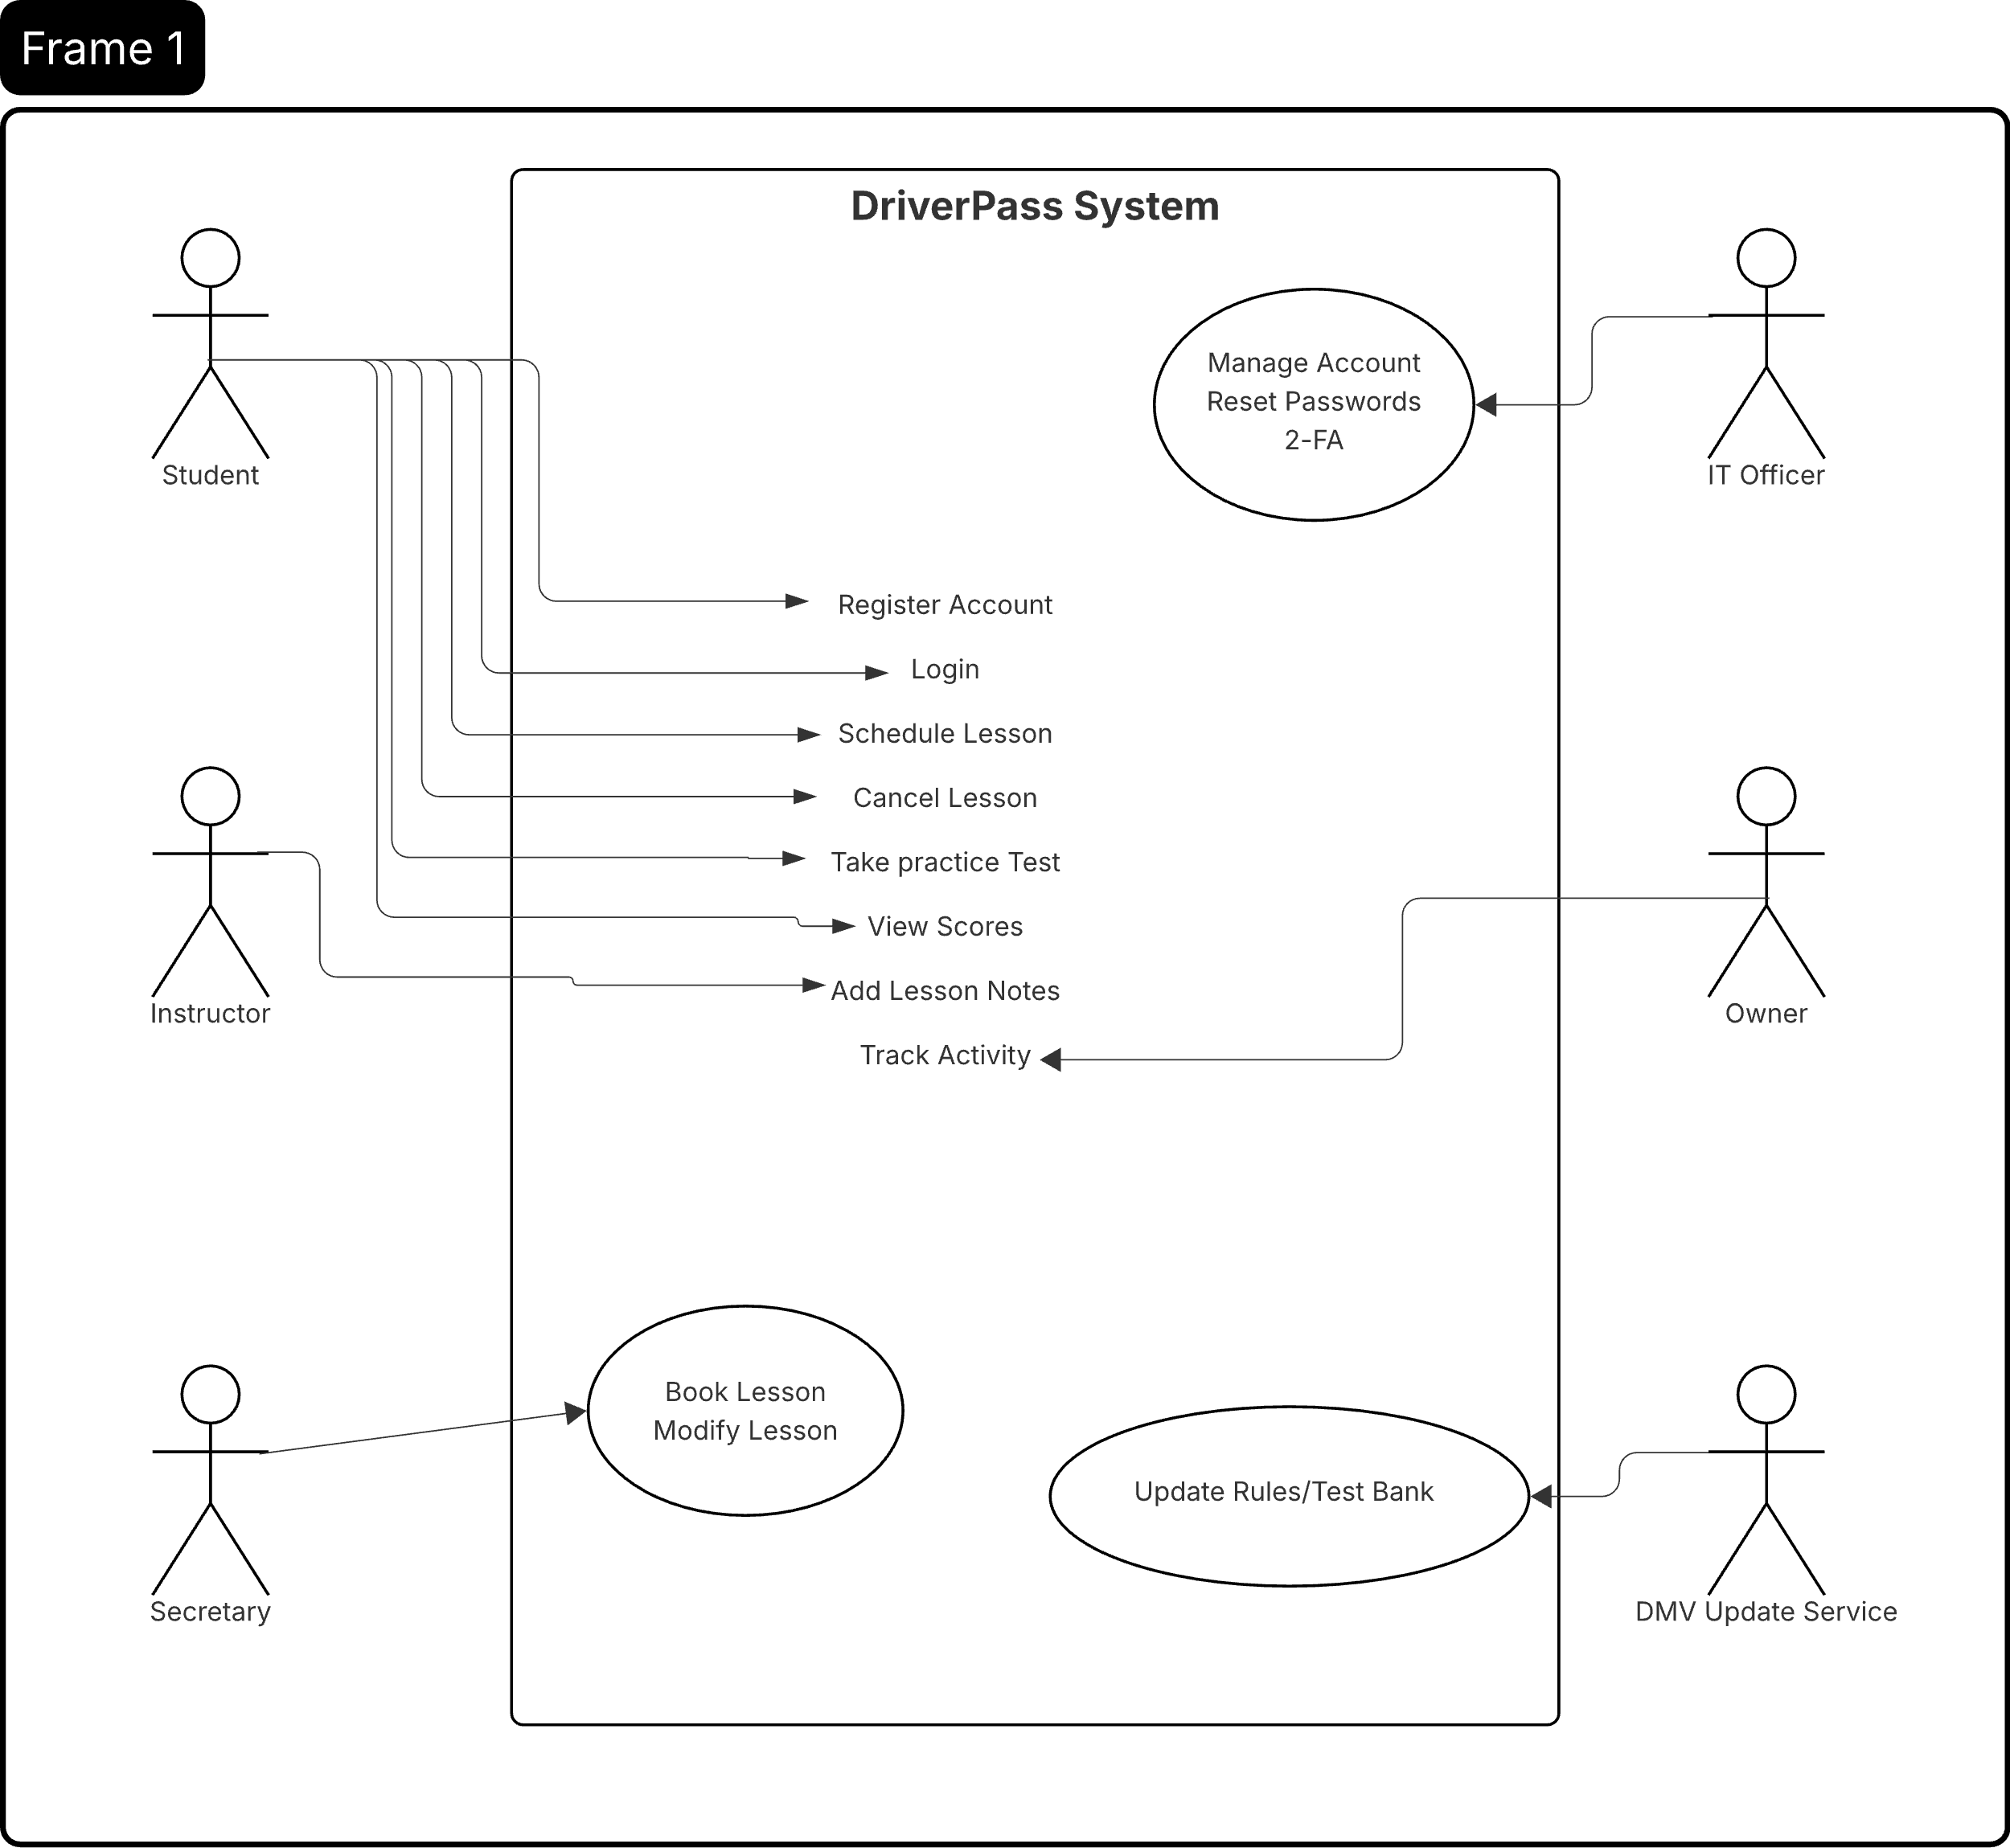 Frame 1
DriverPass System
Student
IT Officer
Manage Account
Reset Passwords
2-FA
Register Account
Login
Schedule Lesson
Cancel Lesson
Take practice Test
View Scores
Add Lesson Notes
Track Activity
Instructor
Owner
Book Lesson
Modify Lesson
Update Rules/Test Bank
Secretary
DMV Update Service